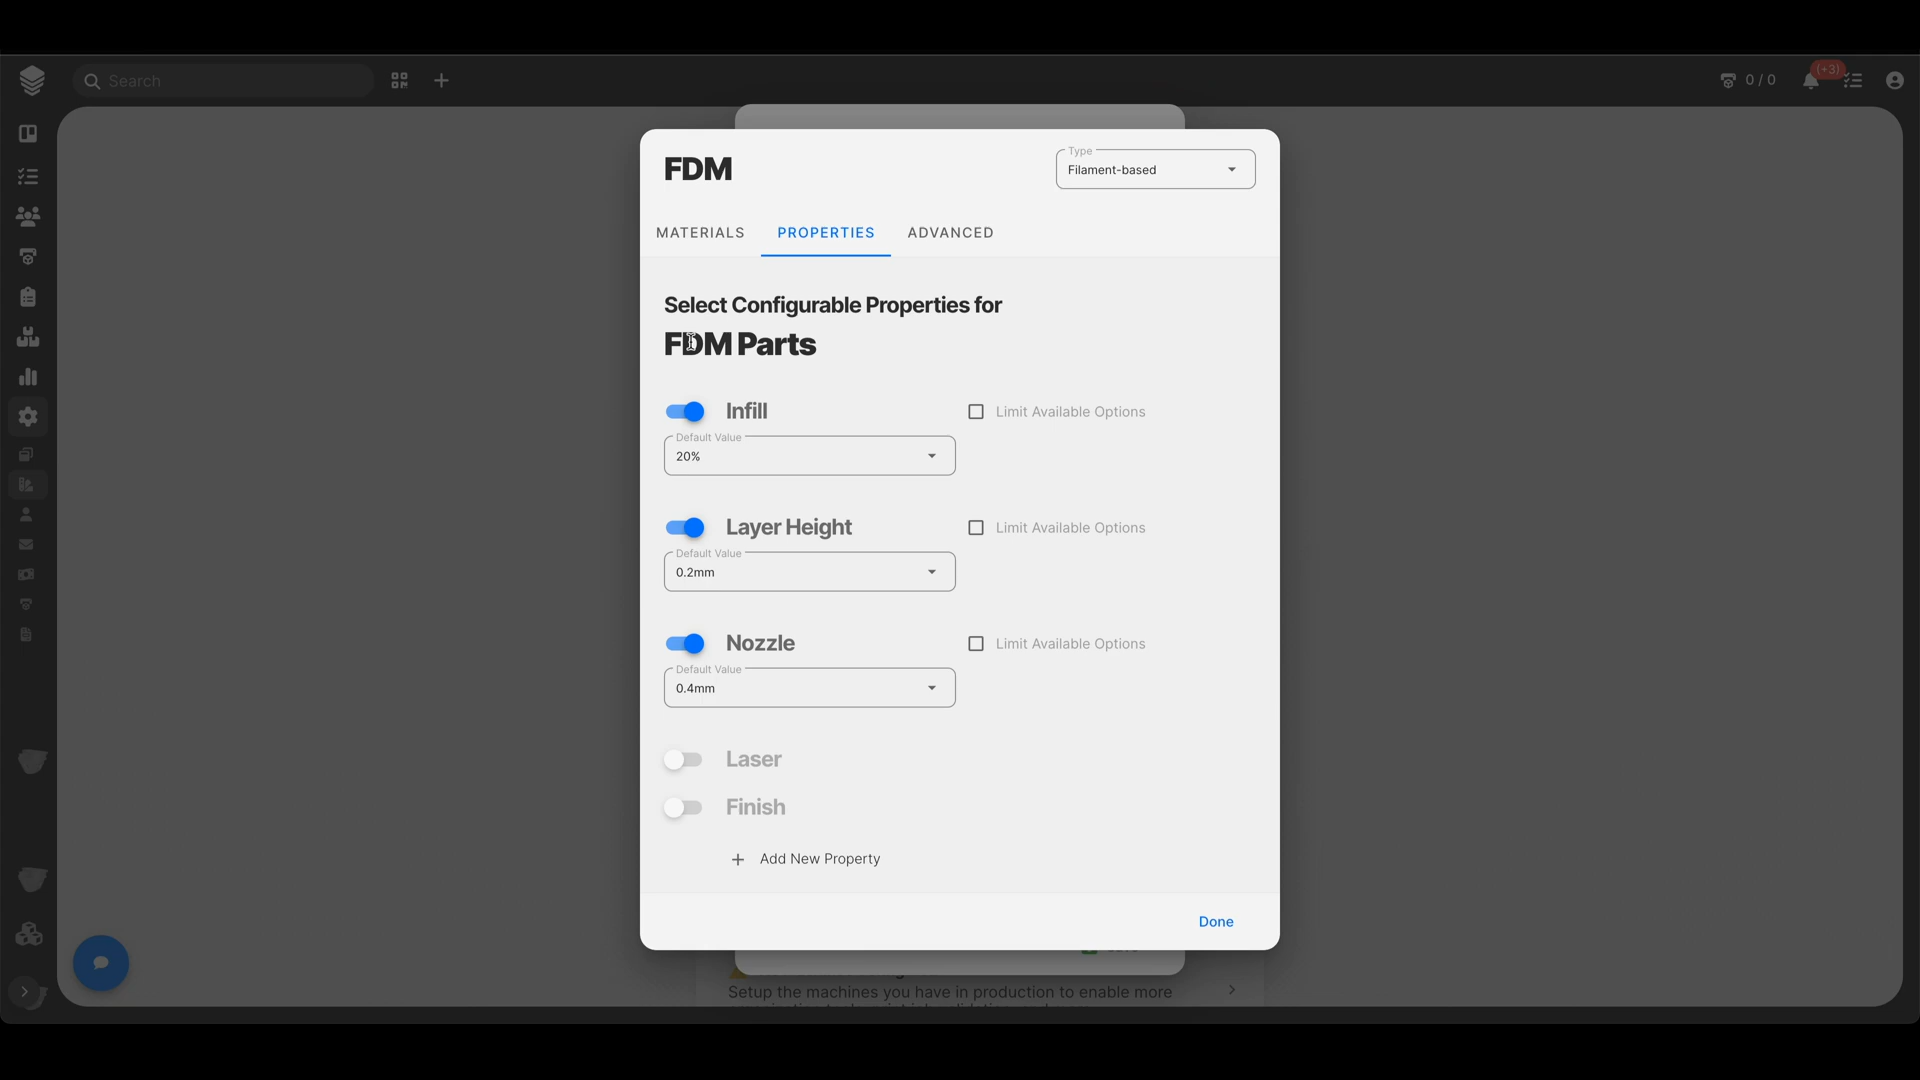 Search
0 / 0
(+3)
FDM
Type
Filament-based
MATERIALS
PROPERTIES
ADVANCED
Select Configurable Properties for
FDM Parts
Infill
Limit Available Options
Default Value
20%
Layer Height
Limit Available Options
Default Value
0.2mm
Nozzle
Limit Available Options
Default Value
0.4mm
Laser
Finish
+ Add New Property
Done
Setup the machines you have in production to enable more